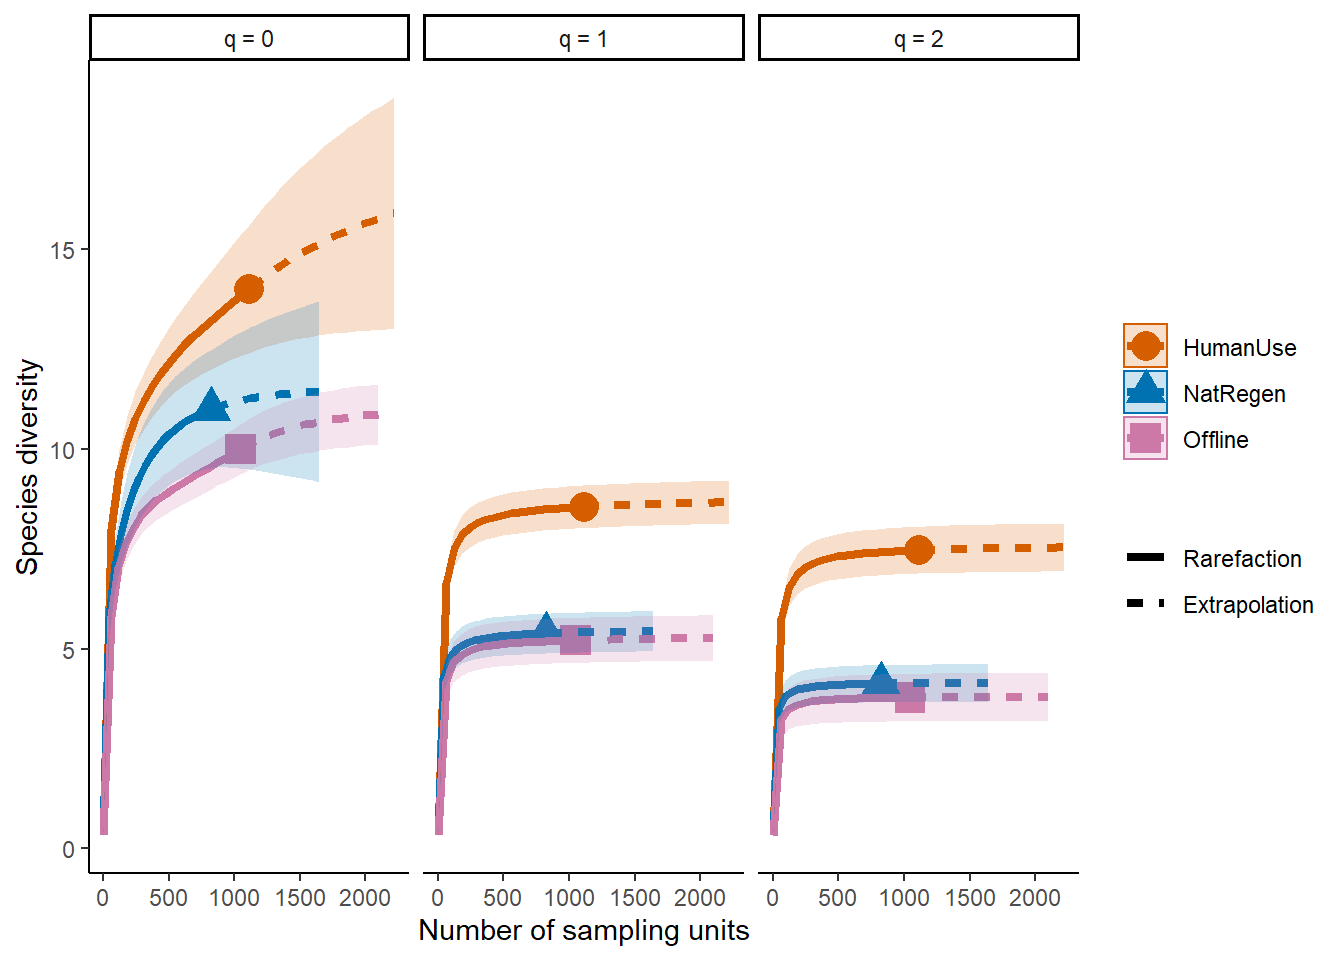 q = 0
q = 1
q = 2
Species diversity
15
10
5
0
0 500 1000 1500 2000
0 500 1000 1500 2000
0 500 1000 1500 2000
Number of sampling units
HumanUse
NatRegen
Offline
Rarefaction
Extrapolation